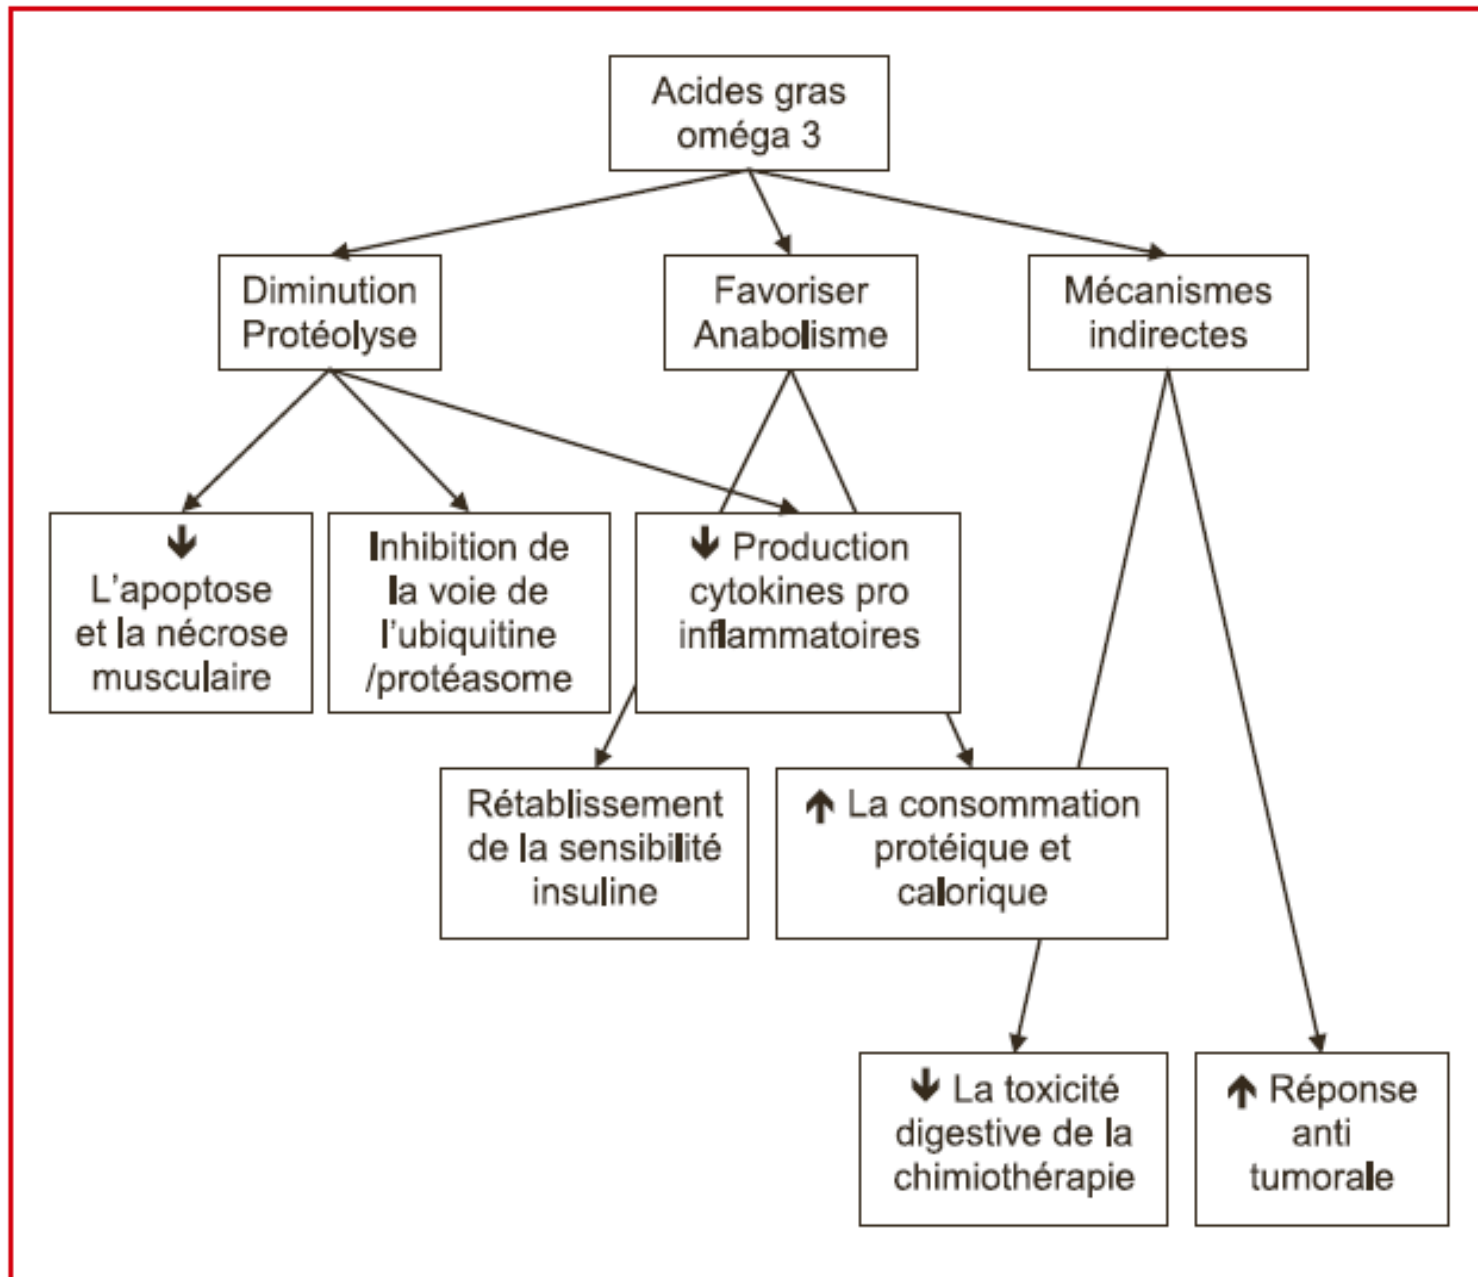 Acides gras
oméga 3
Diminution
Protéolyse
Favoriser
Anabolisme
Mécanismes
indirectes
↓
L'apoptose
et la nécrose
musculaire
Inhibition de
la voie de
l'ubiquitine
/protéasome
↓ Production
cytokines pro
inflammatoires
Rétablissement
de la sensibilité
insuline
↑ La consommation
protéique et
calorique
↓ La toxicité
digestive de la
chimiothérapie
↑ Réponse
anti
tumorale